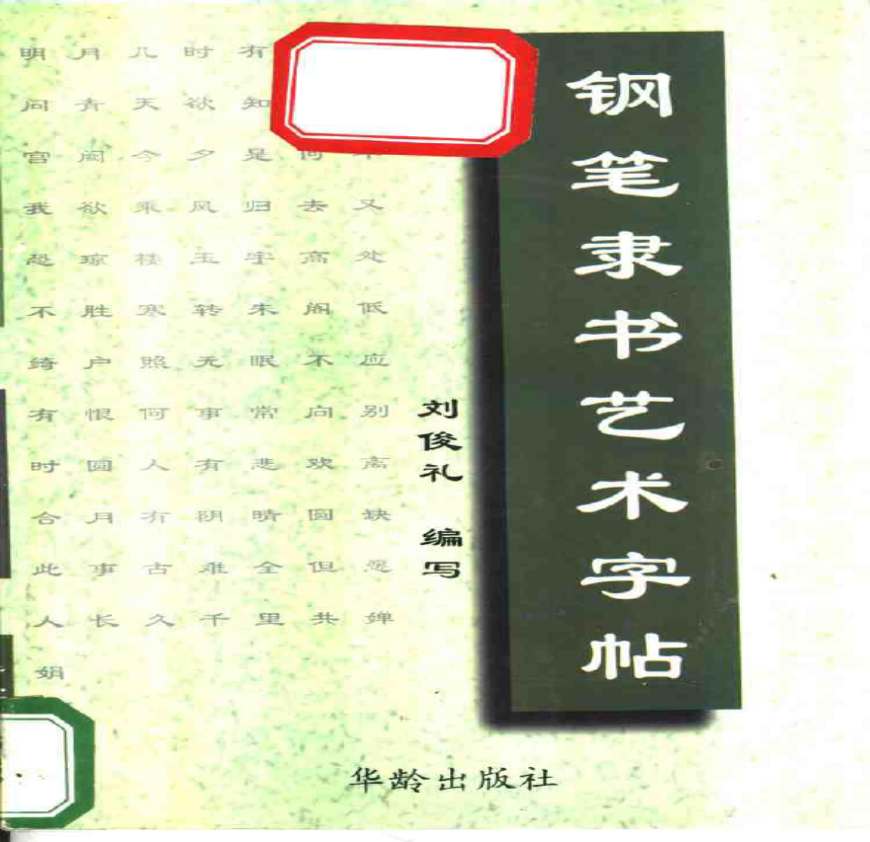 钢笔隶书艺术字帖
刘俊礼 编写
明月几时有
问青天欲知
宫阙今夕是何
我欲乘风归去又
恐琼楼玉宇高处
不胜寒转朱阁低
绮户照无眠不应
有恨何事常向别
时圆人有悲欢离
合月有阴晴圆缺
此事古难全但愿
人长久千里共婵
娟
华龄出版社